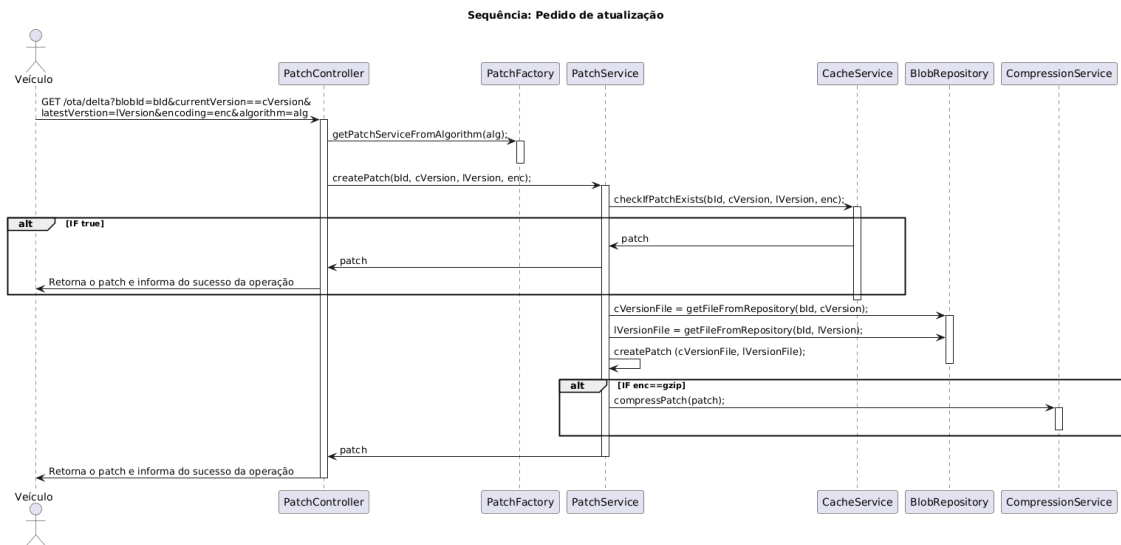 Sequência: Pedido de atualização
Veículo
PatchController
PatchFactory
PatchService
CacheService
BlobRepository
CompressionService
GET /ota/delta?blobId=bId&currentVersion==cVersion&
latestVerstion=lVersion&encoding=enc&algorithm=alg
getPatchServiceFromAlgorithm(alg);
createPatch(bId, cVersion, lVersion, enc);
checkIfPatchExists(bId, cVersion, lVersion, enc);
alt [IF true]
patch
patch
Retorna o patch e informa do sucesso da operação
cVersionFile = getFileFromRepository(bId, cVersion);
lVersionFile = getFileFromRepository(bId, lVersion);
createPatch (cVersionFile, lVersionFile);
alt [IF enc==gzip]
compressPatch(patch);
patch
Retorna o patch e informa do sucesso da operação
Veículo
PatchController
PatchFactory
PatchService
CacheService
BlobRepository
CompressionService